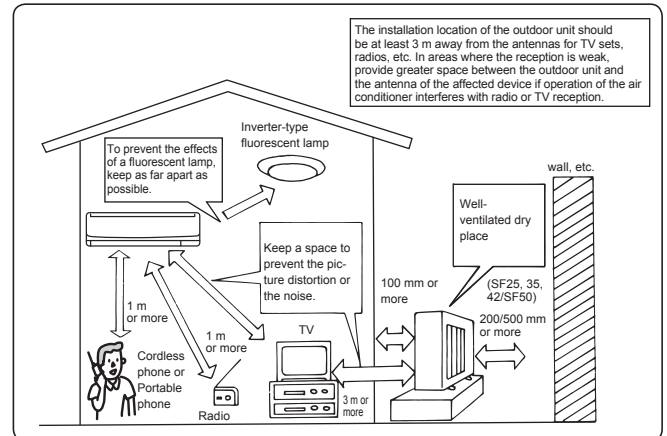 The installation location of the outdoor unit should
be at least 3 m away from the antennas for TV sets,
radios, etc. In areas where the reception is weak,
provide greater space between the outdoor unit and
the antenna of the affected device if operation of the air
conditioner interferes with radio or TV reception.
Inverter-type
fluorescent lamp
To prevent the effects
of a fluorescent lamp,
keep as far apart as
possible.
wall, etc.
Well-
ventilated dry
place
Keep a space to
prevent the pic-
ture distortion or
the noise.
100 mm or
more
(SF25, 35,
42/SF50)
200/500 mm
or more
1 m
or more
1 m
or more
TV
Cordless
phone or
Portable
phone
Radio
3 m or
more